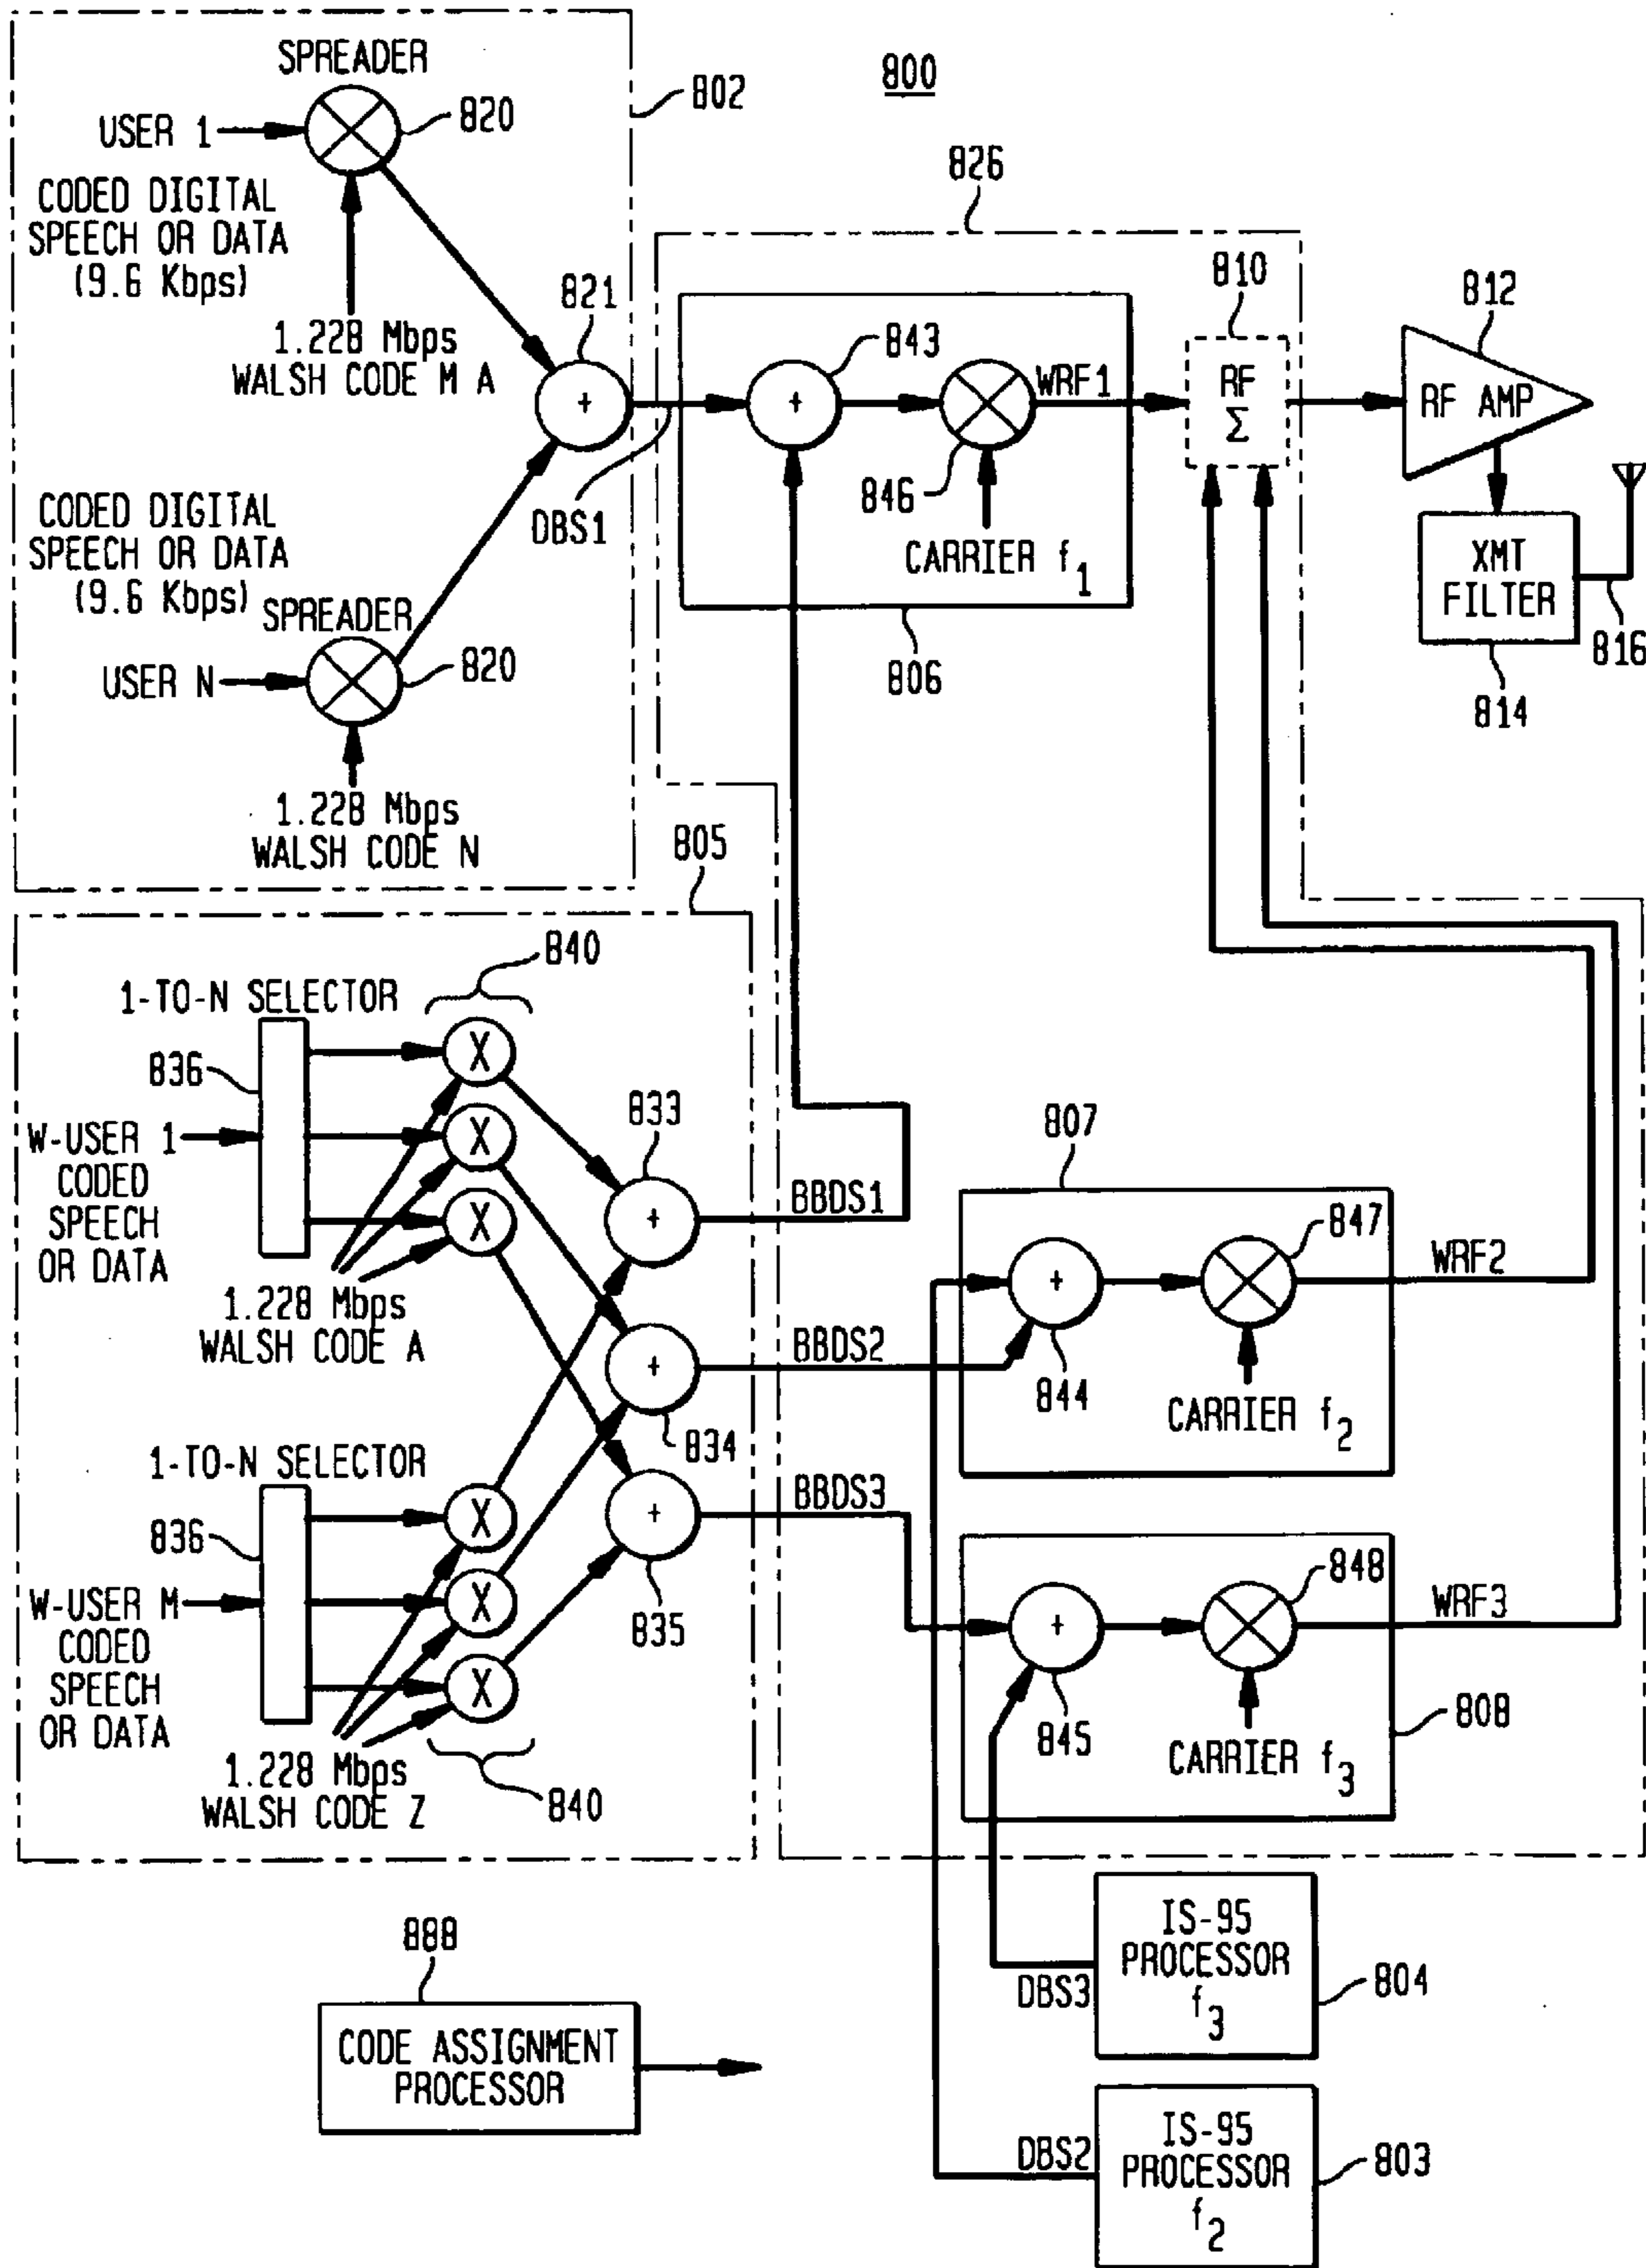 800
SPREADER
802
USER 1
820
CODED DIGITAL
SPEECH OR DATA
(9.6 Kbps)
1.228 Mbps
WALSH CODE M A
821
CODED DIGITAL
SPEECH OR DATA
(9.6 Kbps)
SPREADER
USER N
820
1.228 Mbps
WALSH CODE N
+
DBS1
826
843
+
846
WRF1
CARRIER f1
806
810
RF
Σ
812
RF AMP
XMT
FILTER
814
816
805
840
1-TO-N SELECTOR
836
W-USER 1
CODED
SPEECH
OR DATA
X
X
X
1.228 Mbps
WALSH CODE A
833
+
BBDS1
+
834
BBDS2
+
835
BBDS3
1-TO-N SELECTOR
836
W-USER M
CODED
SPEECH
OR DATA
X
X
X
1.228 Mbps
WALSH CODE Z
840
807
847
+
844
WRF2
CARRIER f2
848
+
845
WRF3
CARRIER f3
808
888
CODE ASSIGNMENT
PROCESSOR
IS-95
PROCESSOR
f3
DBS3
804
IS-95
PROCESSOR
f2
DBS2
803